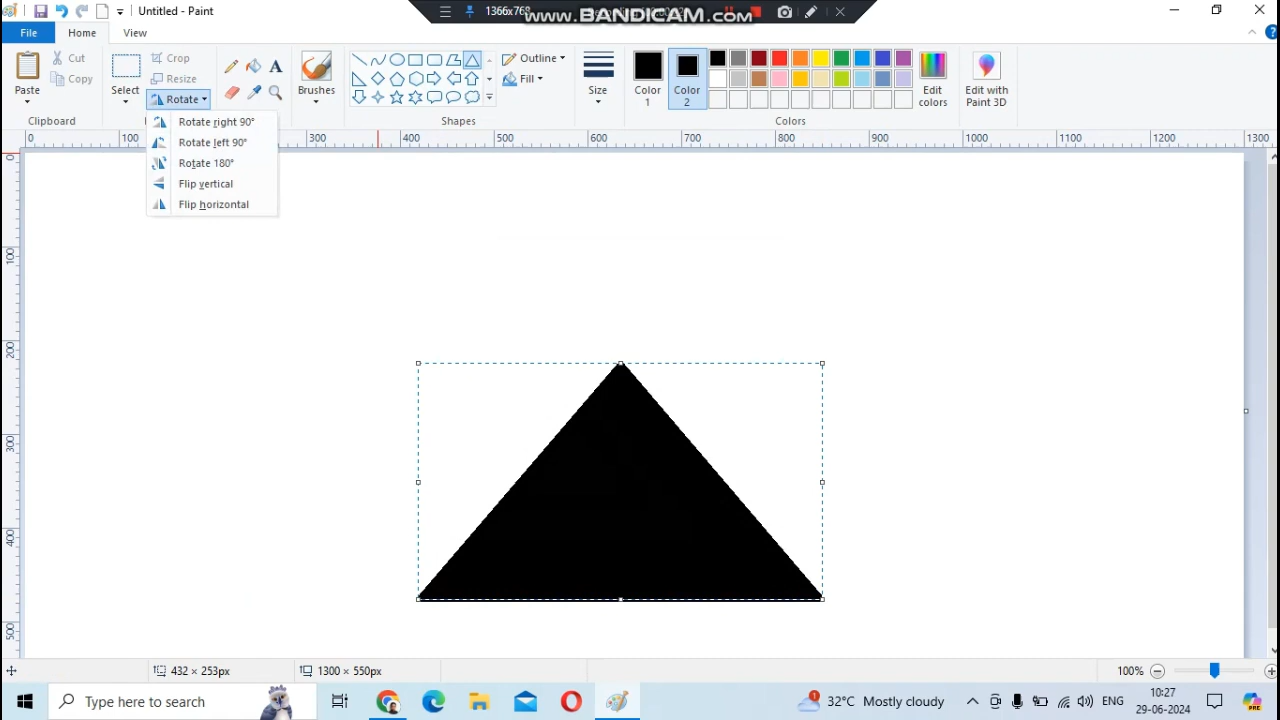 Untitled - Paint
1366x768
www.BANDICAM.com
File
Home
View
Paste
Cut
Copy
Clipboard
Select
Crop
Resize
Rotate
Rotate right 90°
Rotate left 90°
Rotate 180°
Flip vertical
Flip horizontal
A
Brushes
Outline
Fill
Shapes
Size
Color 1
Color 2
Edit colors
Edit with Paint 3D
Colors
0 100 300 400 500 600 700 800 900 1000 1100 1200 1300
0
100
200
300
400
500
432 × 253px
1300 × 550px
100%
Type here to search
1
32°C Mostly cloudy
ENG
10:27
29-06-2024
PRE